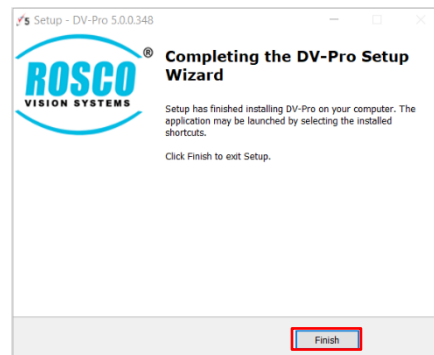 Setup - DV-Pro 5.0.0.348
ROSCO®
VISION SYSTEMS
Completing the DV-Pro Setup
Wizard
Setup has finished installing DV-Pro on your computer. The
application may be launched by selecting the installed
shortcuts.
Click Finish to exit Setup.
Finish